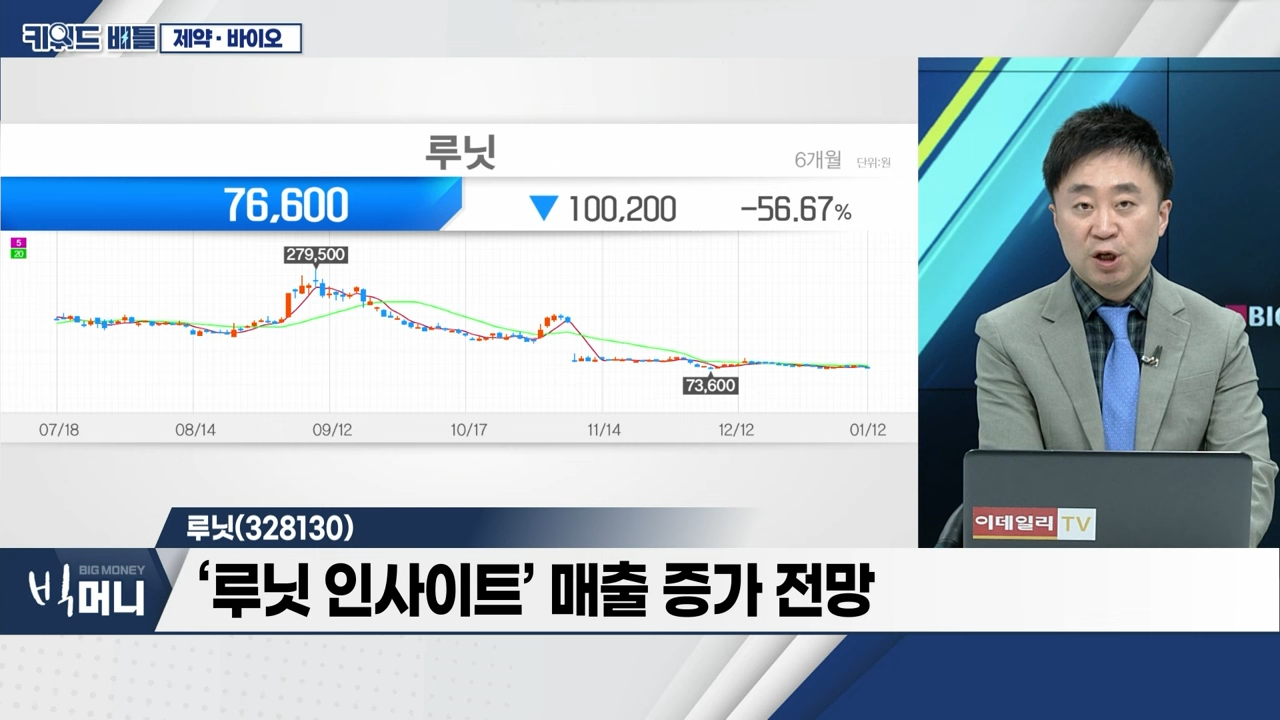 키워드 배틀 제약·바이오
루닛
6개월 단위:원
76,600 ▼ 100,200 -56.67%
5
20
279,500
73,600
07/18 08/14 09/12 10/17 11/14 12/12 01/12
BIG
이데일리 TV
루닛(328130)
BIG MONEY
빅머니
‘루닛 인사이트’ 매출 증가 전망